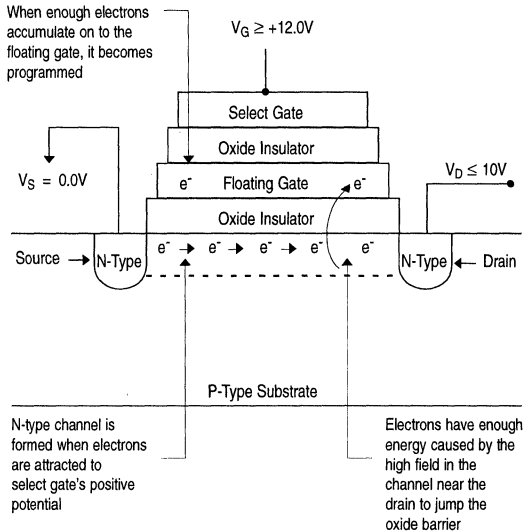 When enough electrons
accumulate on to the
floating gate, it becomes
programmed
VG ≥ +12.0V
Select Gate
Oxide Insulator
VS = 0.0V
e- Floating Gate e-
VD ≤ 10V
Oxide Insulator
Source
N-Type
e- e- e- e- e-
N-Type
Drain
P-Type Substrate
N-type channel is
formed when electrons
are attracted to
select gate's positive
potential
Electrons have enough
energy caused by the
high field in the
channel near the
drain to jump the
oxide barrier